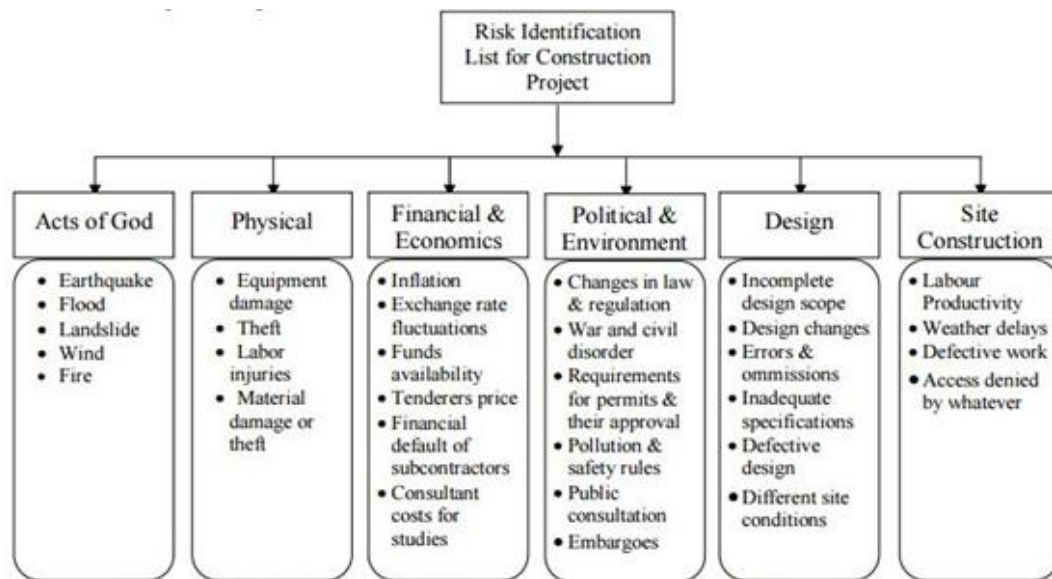 Risk Identification
List for Construction
Project
Acts of God
Physical
Financial &
Economics
Political &
Environment
Design
Site
Construction
• Earthquake
• Flood
• Landslide
• Wind
• Fire
• Equipment
damage
• Theft
• Labor
injuries
• Material
damage or
theft
• Inflation
• Exchange rate
fluctuations
• Funds
availability
• Tenderers price
• Financial
default of
subcontractors
• Consultant
costs for
studies
• Changes in law
& regulation
• War and civil
disorder
• Requirements
for permits &
their approval
• Pollution &
safety rules
• Public
consultation
• Embargoes
• Incomplete
design scope
• Design changes
• Errors &
ommissions
• Inadequate
specifications
• Defective
design
• Different site
conditions
• Labour
Productivity
• Weather delays
• Defective work
• Access denied
by whatever